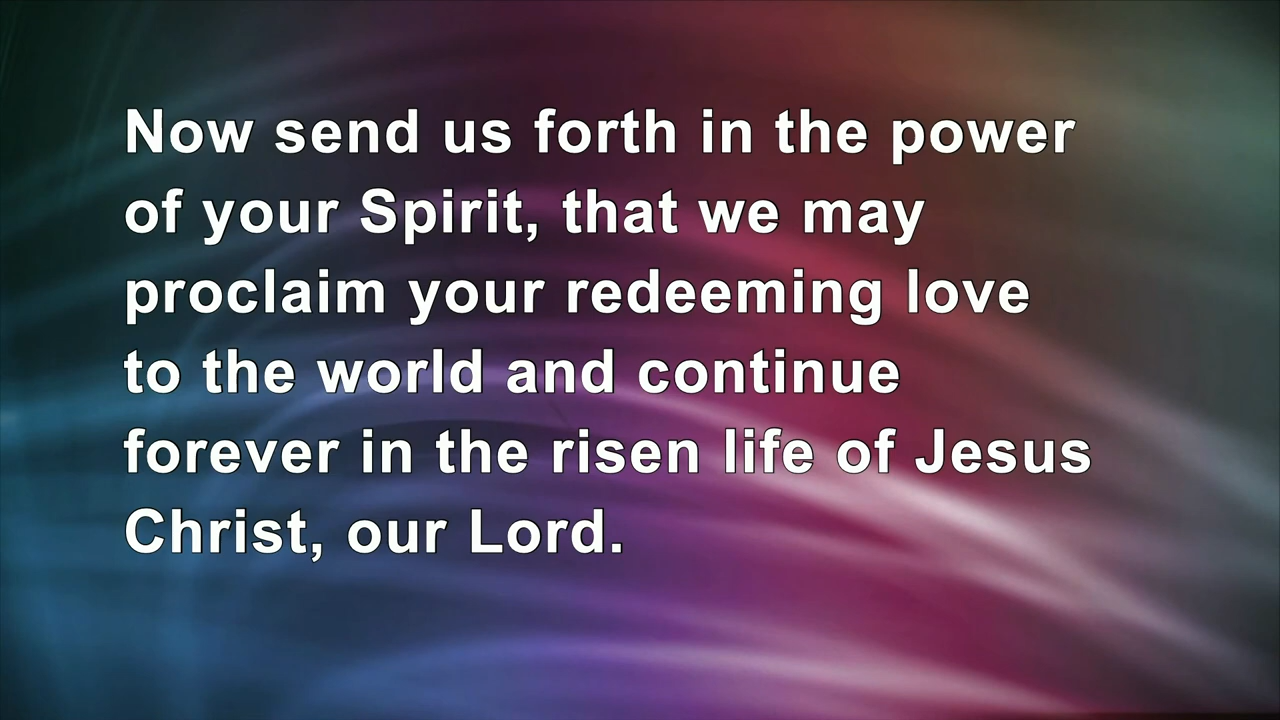 Now send us forth in the power
of your Spirit, that we may
proclaim your redeeming love
to the world and continue
forever in the risen life of Jesus
Christ, our Lord.